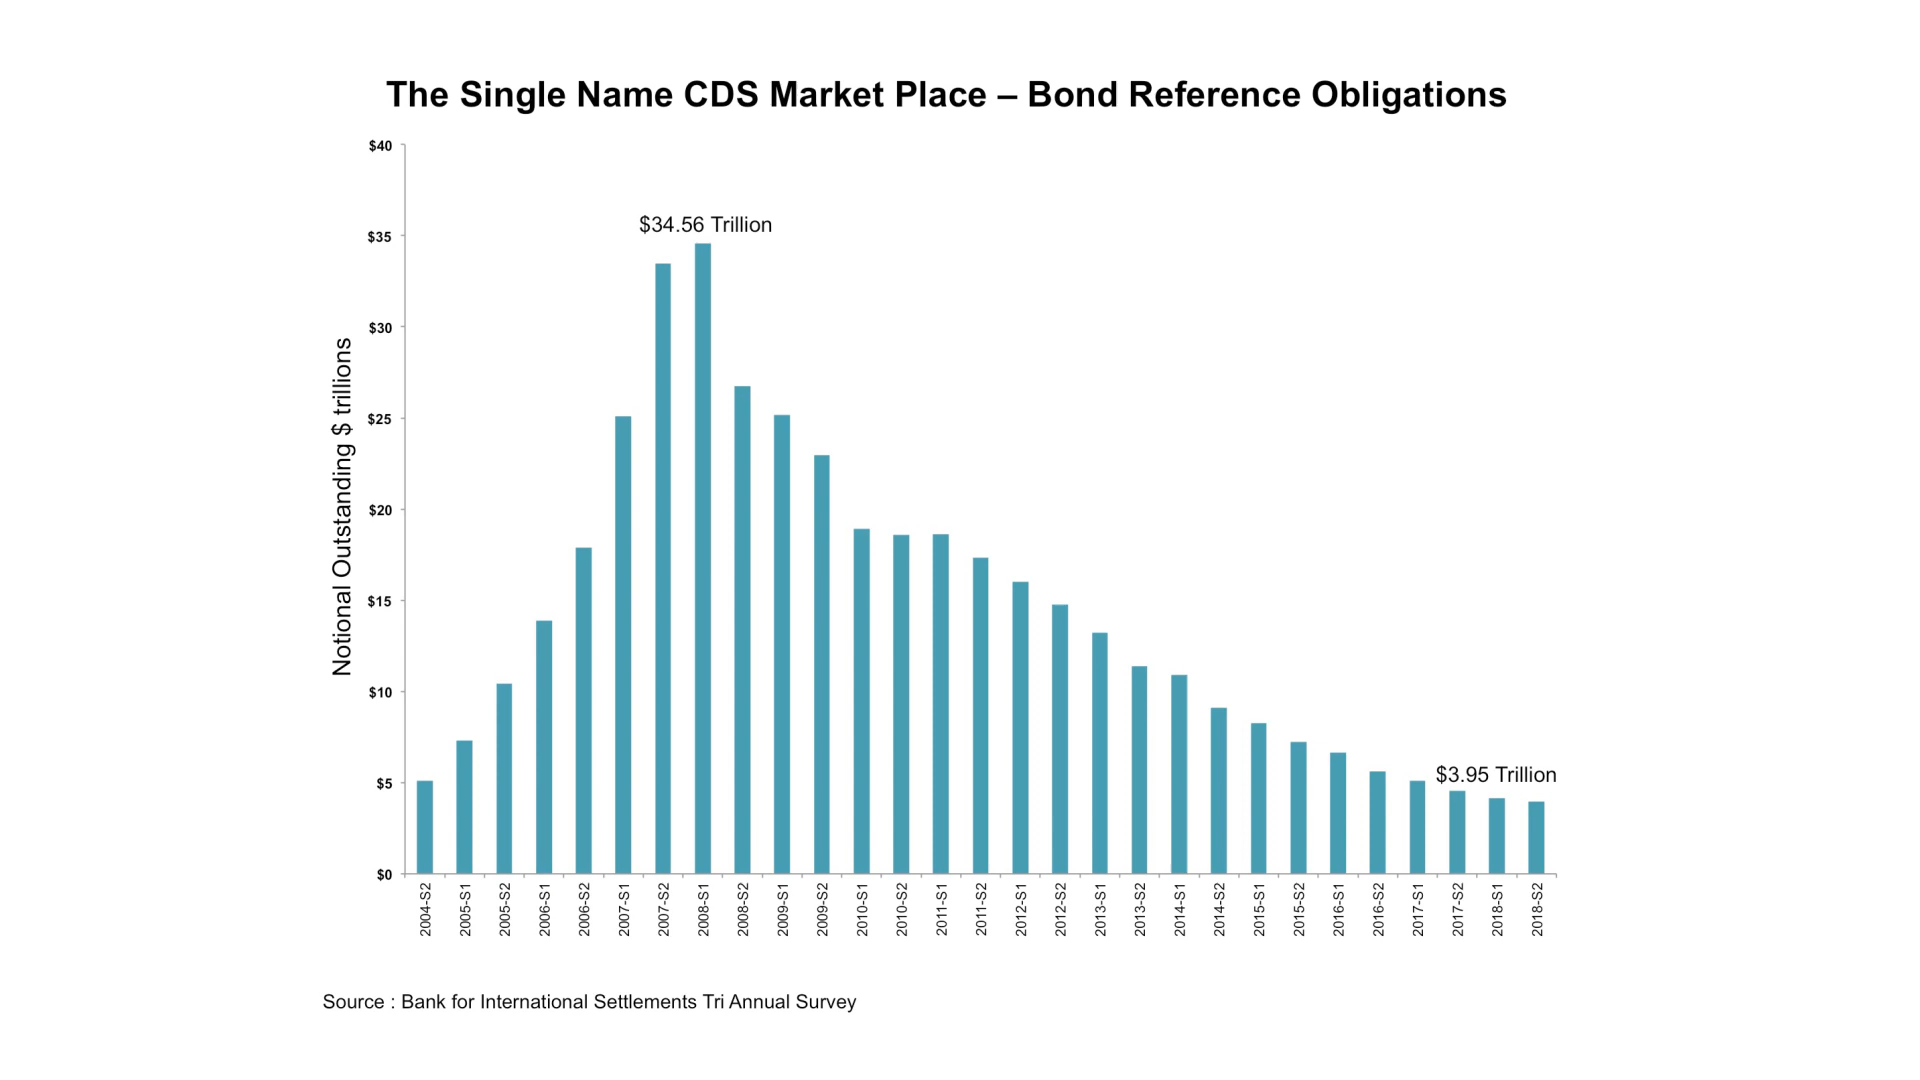 The Single Name CDS Market Place – Bond Reference Obligations
Notional Outstanding $ trillions
$40
$35
$30
$25
$20
$15
$10
$5
$0
$34.56 Trillion
$3.95 Trillion
2004-S2
2005-S1
2005-S2
2006-S1
2006-S2
2007-S1
2007-S2
2008-S1
2008-S2
2009-S1
2009-S2
2010-S1
2010-S2
2011-S1
2011-S2
2012-S1
2012-S2
2013-S1
2013-S2
2014-S1
2014-S2
2015-S1
2015-S2
2016-S1
2016-S2
2017-S1
2017-S2
2018-S1
2018-S2
Source : Bank for International Settlements Tri Annual Survey